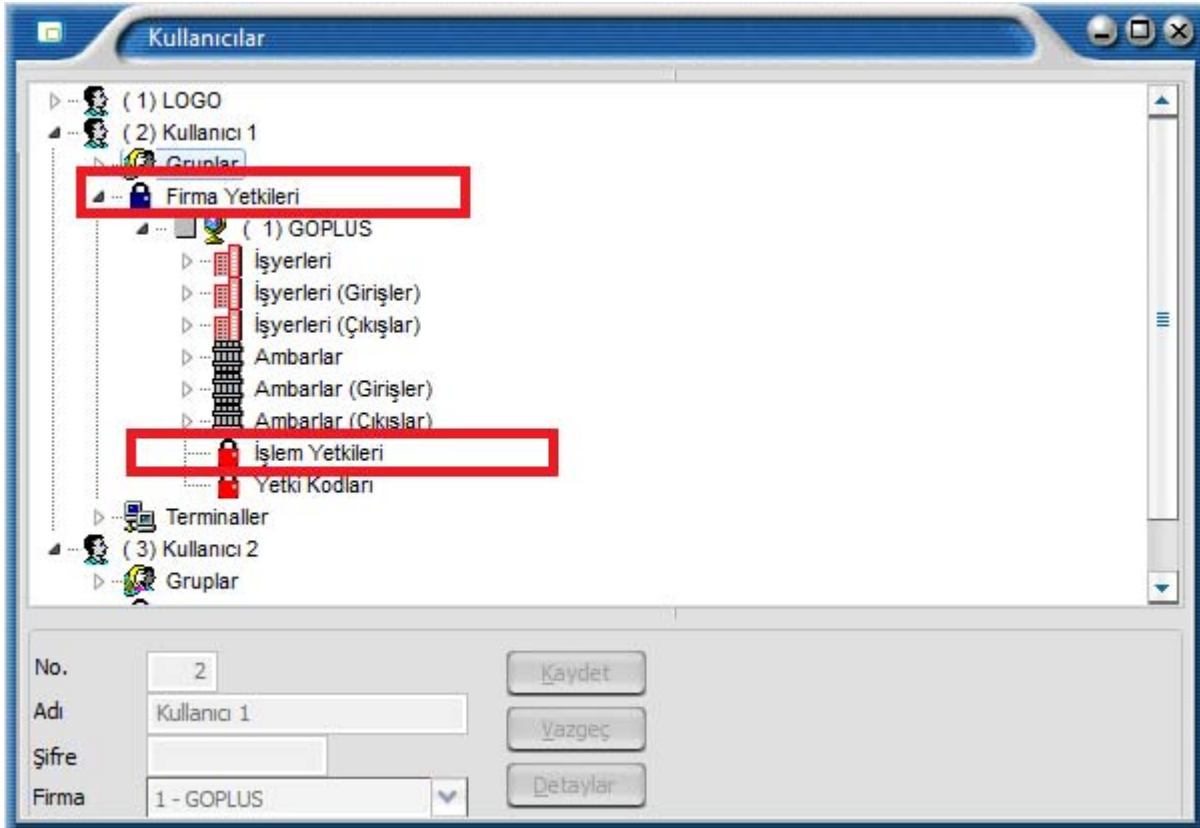 Kullanıcılar
( 1) LOGO
( 2) Kullanıcı 1
Gruplar
Firma Yetkileri
( 1) GOPLUS
İşyerleri
İşyerleri (Girişler)
İşyerleri (Çıkışlar)
Ambarlar
Ambarlar (Girişler)
Ambarlar (Çıkışlar)
İşlem Yetkileri
Yetki Kodları
Terminaller
( 3) Kullanıcı 2
Gruplar
No. 2 Kaydet
Adı Kullanıcı 1 Vazgeç
Şifre
Firma 1 - GOPLUS Detaylar